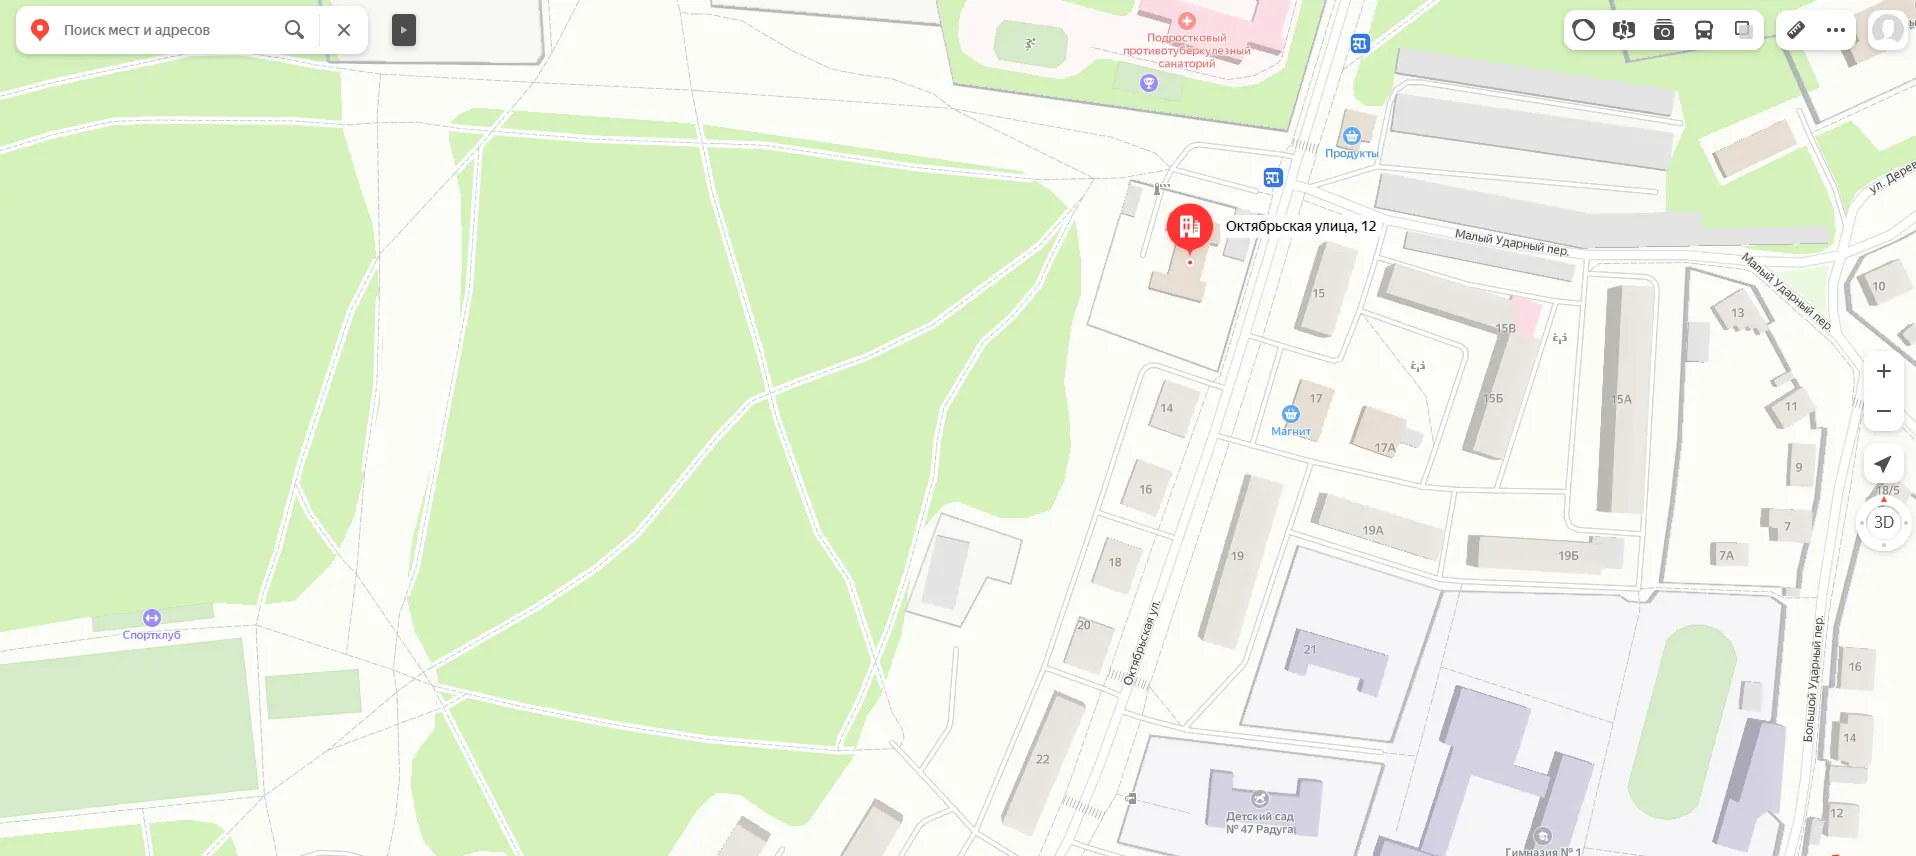 Поиск мест и адресов
Подростковый
противотуберкулезный
санаторий
Продукты
ул. Дерев
Октябрьская улица, 12
Малый Ударный пер.
Малый Ударный пер.
10
15
13
15В
14
17
15Б
15А
11
Магнит
17А
9
16
18/5
3D
19А
7
19
19Б
7А
18
Спортклуб
20
Октябрьская ул.
21
Большой Ударный пер.
16
14
22
12
Детский сад
№ 47 Радуга
Гимназия № 1